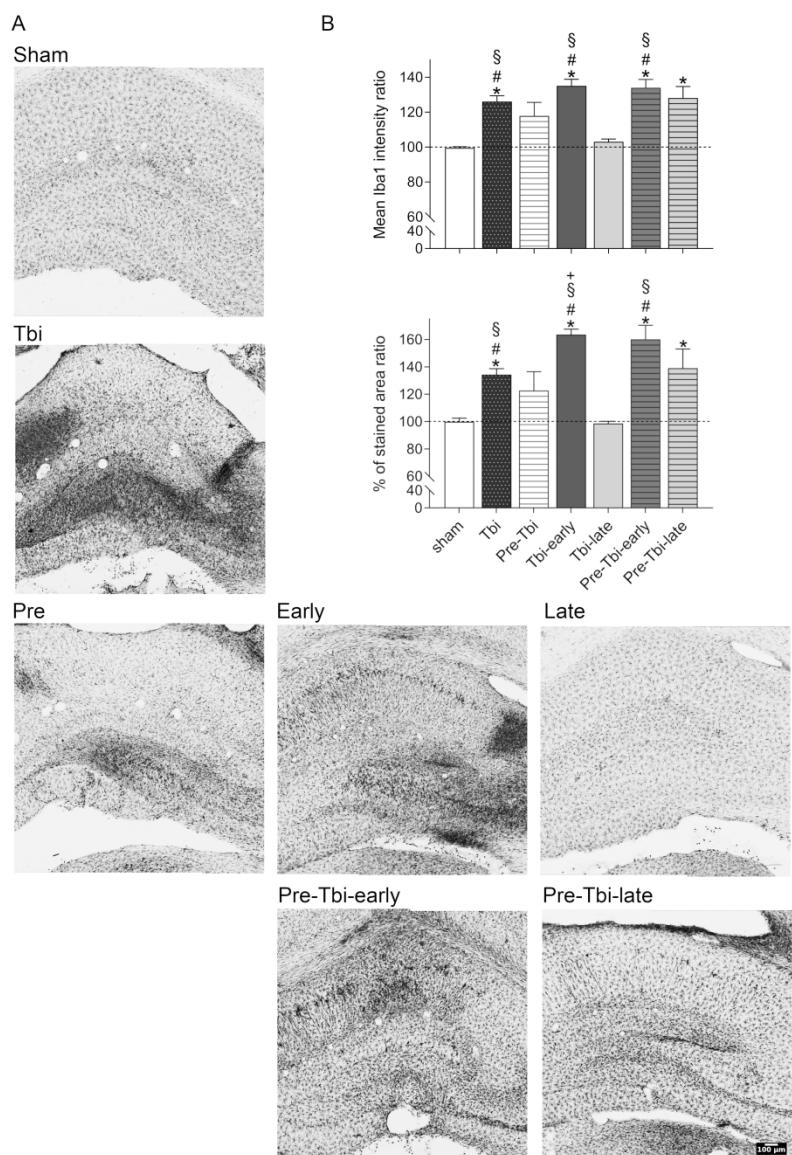 A
B
Sham
Tbi
§ § §
# # #
* * * *
Mean Iba1 intensity ratio
140
120
100
80
60
40
0
+
§ § §
# # #
* * * *
% of stained area ratio
160
140
120
100
80
60
40
0
sham
Tbi
Pre-Tbi
Tbi-early
Tbi-late
Pre-Tbi-early
Pre-Tbi-late
Pre
Early
Late
Pre-Tbi-early
Pre-Tbi-late
100 µm